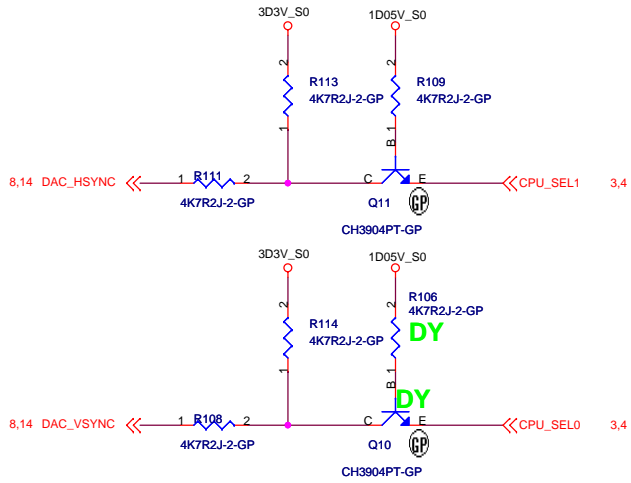 3D3V_S0
1D05V_S0
2
2
R113
4K7R2J-2-GP
R109
4K7R2J-2-GP
1
B 1
8,14 DAC_HSYNC
1
R111
2
C
E
CPU_SEL1
3,4
4K7R2J-2-GP
Q11
GP
CH3904PT-GP
3D3V_S0
1D05V_S0
2
2
R106
4K7R2J-2-GP
R114
4K7R2J-2-GP
DY
1
B 1
DY
8,14 DAC_VSYNC
1
R108
2
C
E
CPU_SEL0
3,4
4K7R2J-2-GP
Q10
GP
CH3904PT-GP